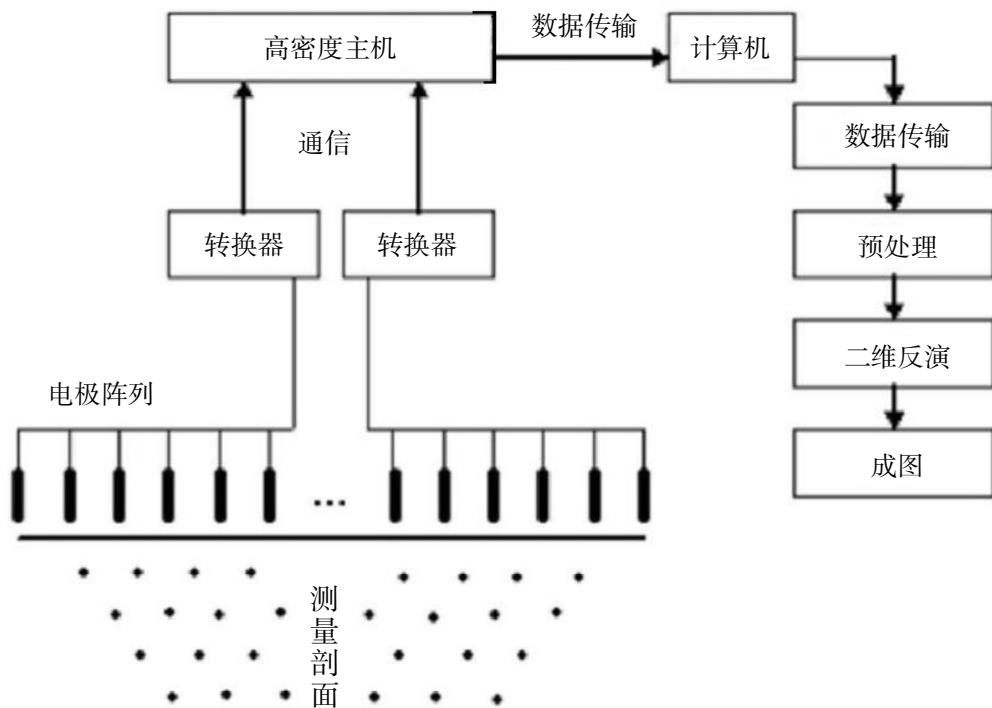 高密度主机
数据传输
计算机
通信
数据传输
转换器
转换器
预处理
二维反演
电极阵列
成图
...
测量剖面